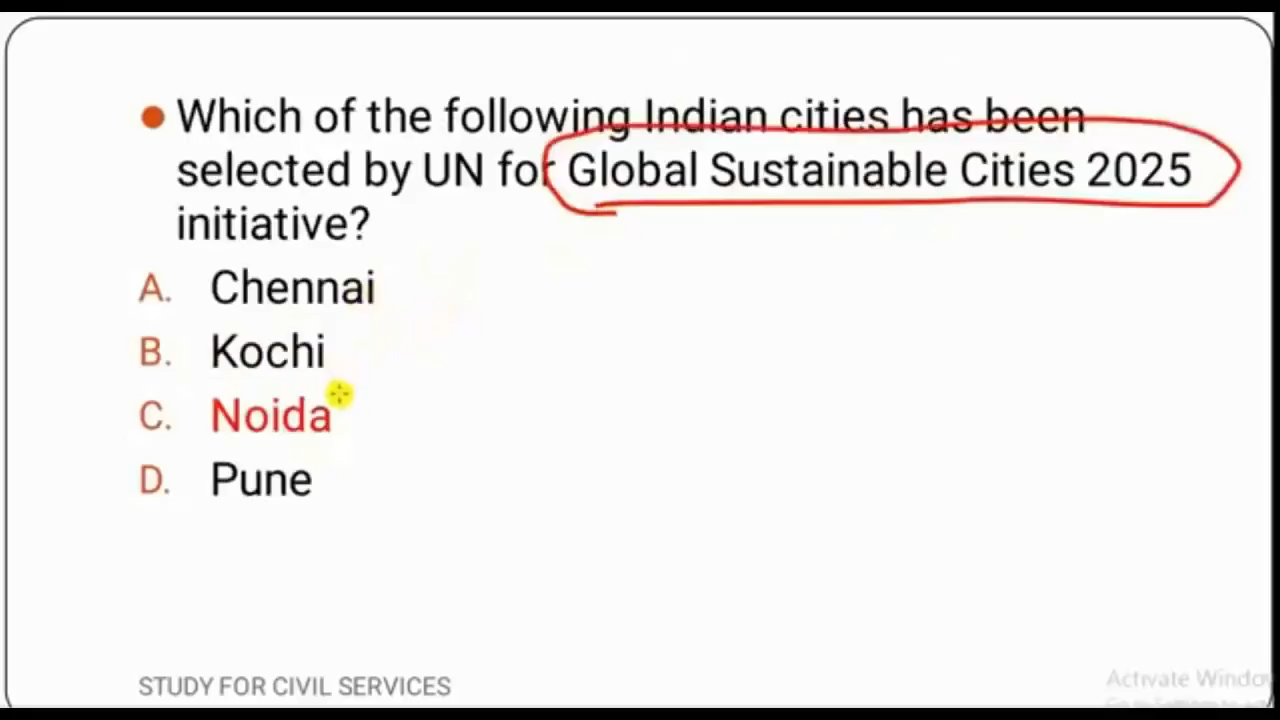 Which of the following Indian cities has been
selected by UN for Global Sustainable Cities 2025
initiative?
A. Chennai
B. Kochi
C. Noida
D. Pune
STUDY FOR CIVIL SERVICES
Activate